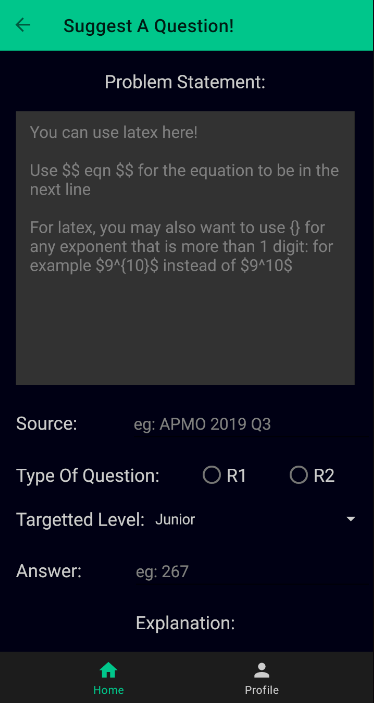 Suggest A Question!
Problem Statement:
You can use latex here!
Use $$ eqn $$ for the equation to be in the
next line
For latex, you may also want to use {} for
any exponent that is more than 1 digit: for
example $9^{10}$ instead of $9^10$
Source: eg: APMO 2019 Q3
Type Of Question: R1 R2
Targetted Level: Junior
Answer: eg: 267
Explanation:
Home Profile